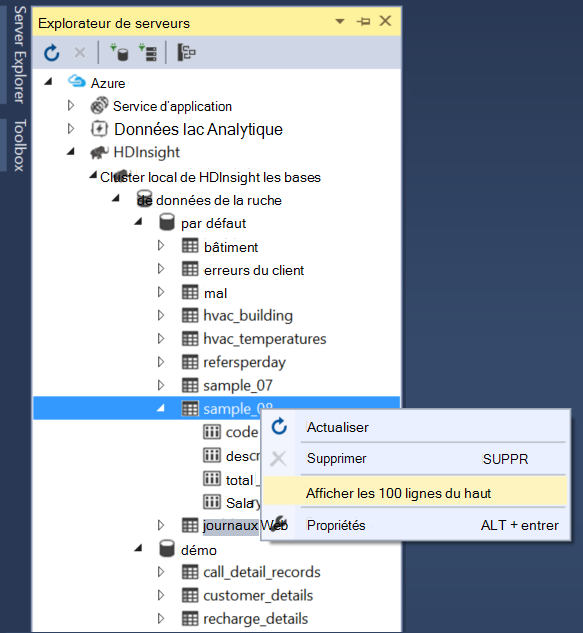 Server Explorer
Toolbox
Explorateur de serveurs
Azure
Service d'application
Données lac Analytique
HDInsight
Cluster local de HDInsight les bases
de données de la ruche
par défaut
bâtiment
erreurs du client
mal
hvac_building
hvac_temperatures
refersperday
sample_07
sample_08
code
descr
total_
Salary
journaux Web
démo
call_detail_records
customer_details
recharge_details
Actualiser
Supprimer SUPPR
Afficher les 100 lignes du haut
Propriétés ALT + entrer